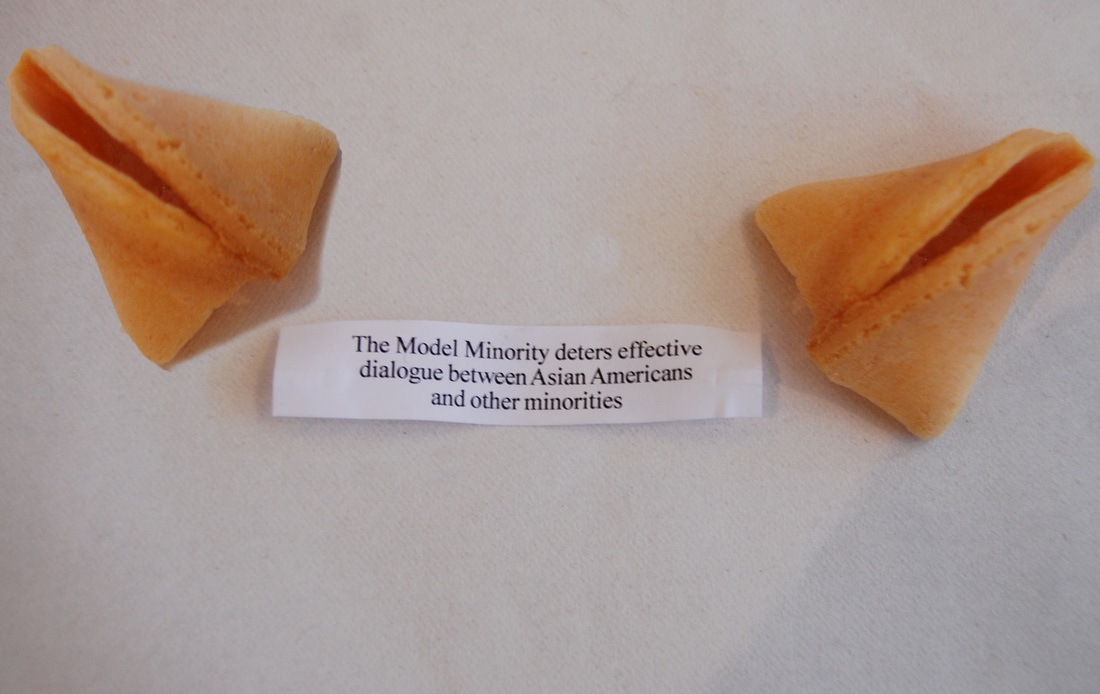 The Model Minority deters effective
dialogue between Asian Americans
and other minorities